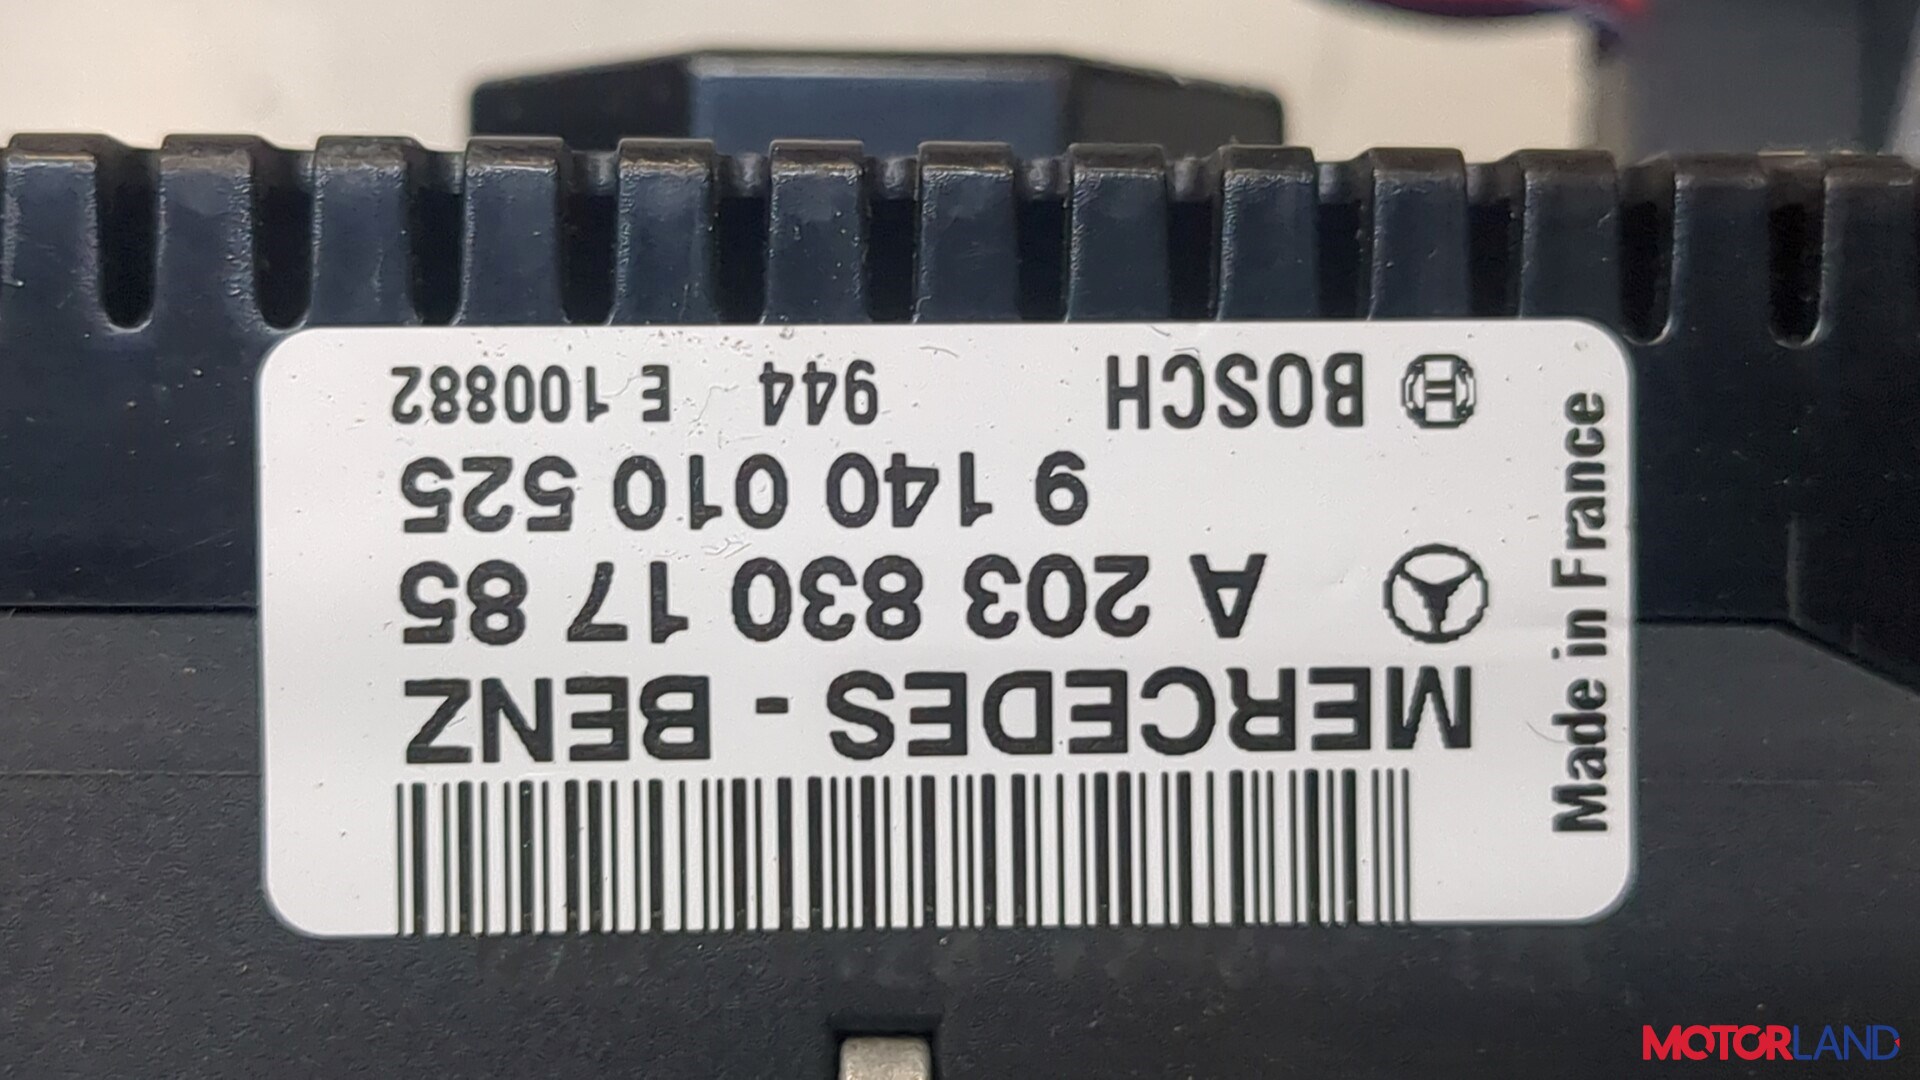 MERCEDES - BENZ
A 203 830 17 85
9 140 010 525
BOSCH 944 E 100882
Made in France
MOTORLAND